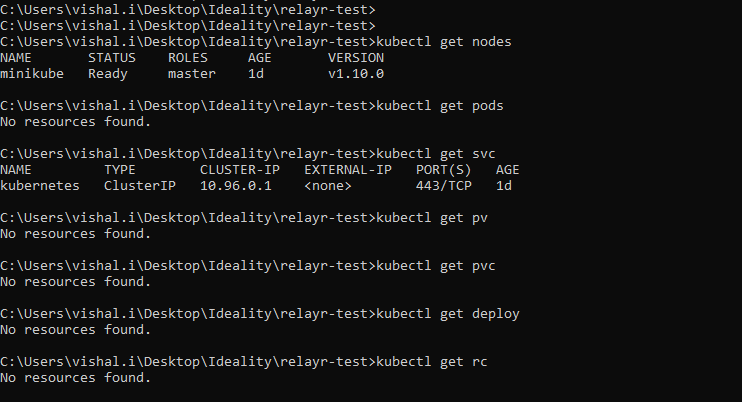 C:\Users\vishal.i\Desktop\Ideality\relayr-test>
C:\Users\vishal.i\Desktop\Ideality\relayr-test>
C:\Users\vishal.i\Desktop\Ideality\relayr-test>kubectl get nodes
NAME       STATUS    ROLES     AGE       VERSION
minikube   Ready     master    1d        v1.10.0

C:\Users\vishal.i\Desktop\Ideality\relayr-test>kubectl get pods
No resources found.

C:\Users\vishal.i\Desktop\Ideality\relayr-test>kubectl get svc
NAME         TYPE        CLUSTER-IP   EXTERNAL-IP   PORT(S)   AGE
kubernetes   ClusterIP   10.96.0.1    <none>        443/TCP   1d

C:\Users\vishal.i\Desktop\Ideality\relayr-test>kubectl get pv
No resources found.

C:\Users\vishal.i\Desktop\Ideality\relayr-test>kubectl get pvc
No resources found.

C:\Users\vishal.i\Desktop\Ideality\relayr-test>kubectl get deploy
No resources found.

C:\Users\vishal.i\Desktop\Ideality\relayr-test>kubectl get rc
No resources found.